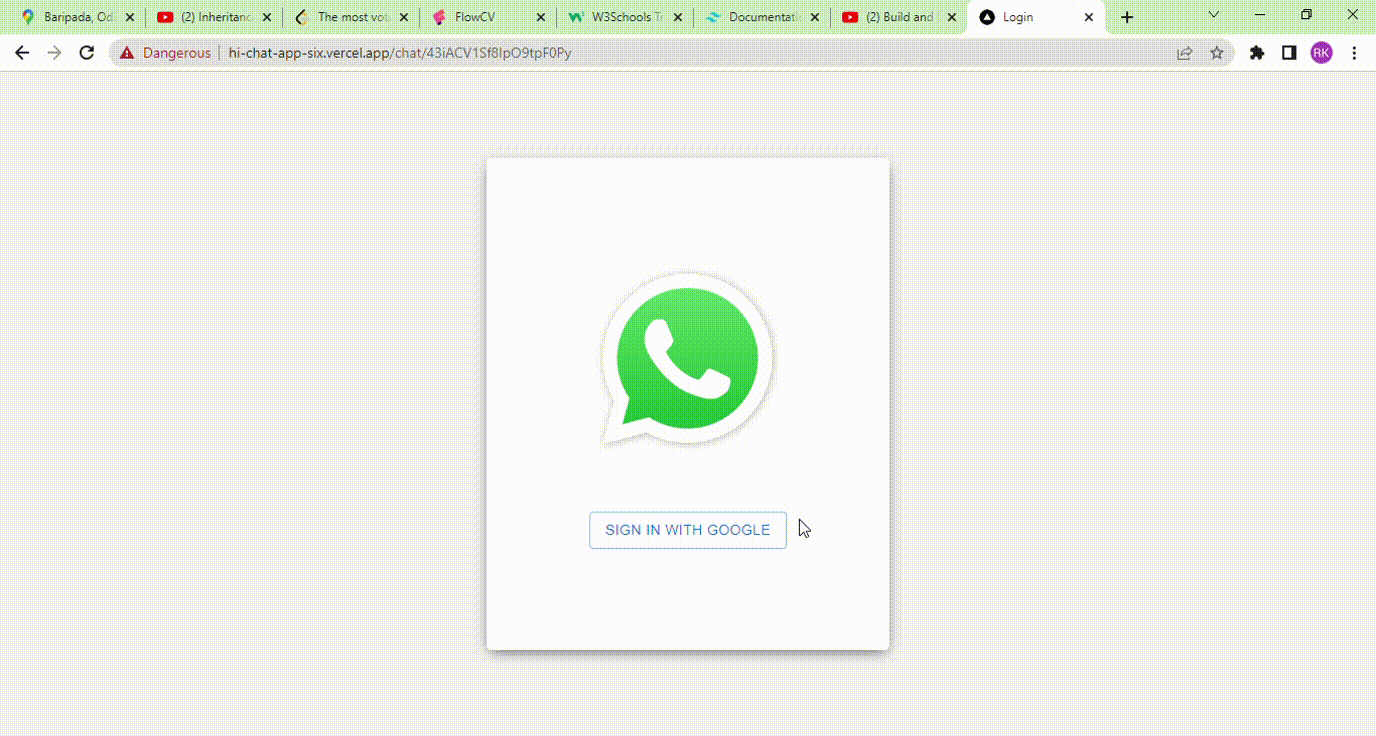 Baripada, Od
(2) Inheritanc
The most vot
FlowCV
W3Schools Tr
Documentati
(2) Build and
Login
Dangerous
hi-chat-app-six.vercel.app/chat/43iACV1Sf8IpO9tpF0Py
RK
SIGN IN WITH GOOGLE